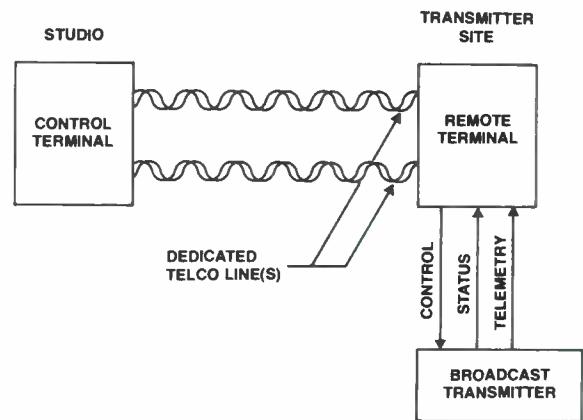 STUDIO
TRANSMITTER
SITE
CONTROL
TERMINAL
REMOTE
TERMINAL
DEDICATED
TELCO LINE(S)
CONTROL
STATUS
TELEMETRY
BROADCAST
TRANSMITTER